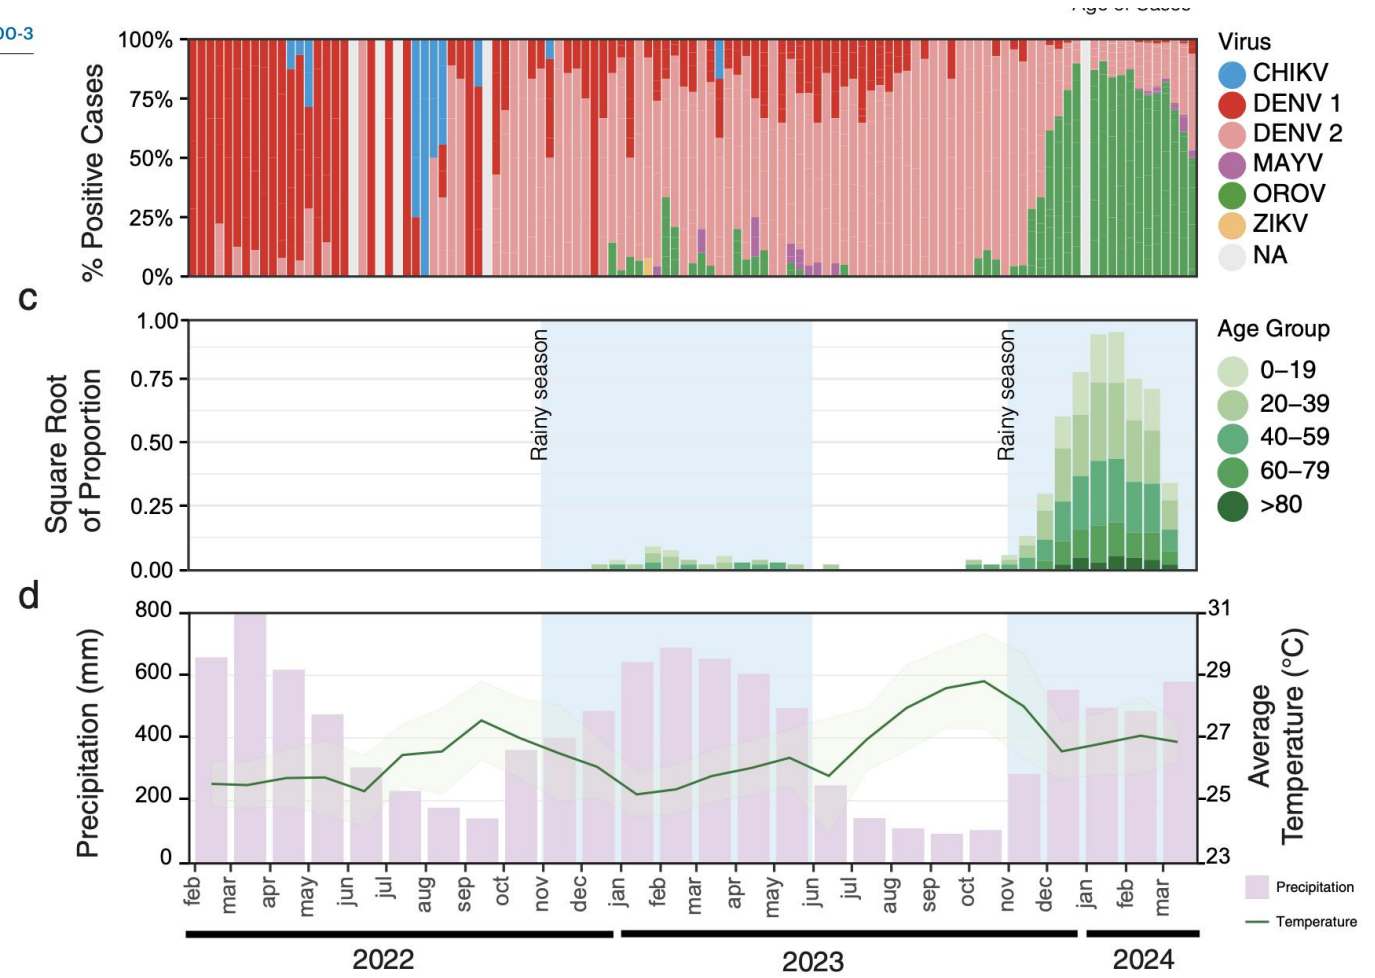 00-3
100%
75%
50%
25%
0%
% Positive Cases
Virus
CHIKV
DENV 1
DENV 2
MAYV
OROV
ZIKV
NA
c
1.00
0.75
0.50
0.25
0.00
Square Root
of Proportion
Rainy season
Rainy season
Age Group
0–19
20–39
40–59
60–79
>80
d
800
600
400
200
0
Precipitation (mm)
31
29
27
25
23
Average
Temperature (°C)
feb
mar
apr
may
jun
jul
aug
sep
oct
nov
dec
jan
feb
mar
apr
may
jun
jul
aug
sep
oct
nov
dec
jan
feb
mar
2022
2023
2024
Precipitation
Temperature